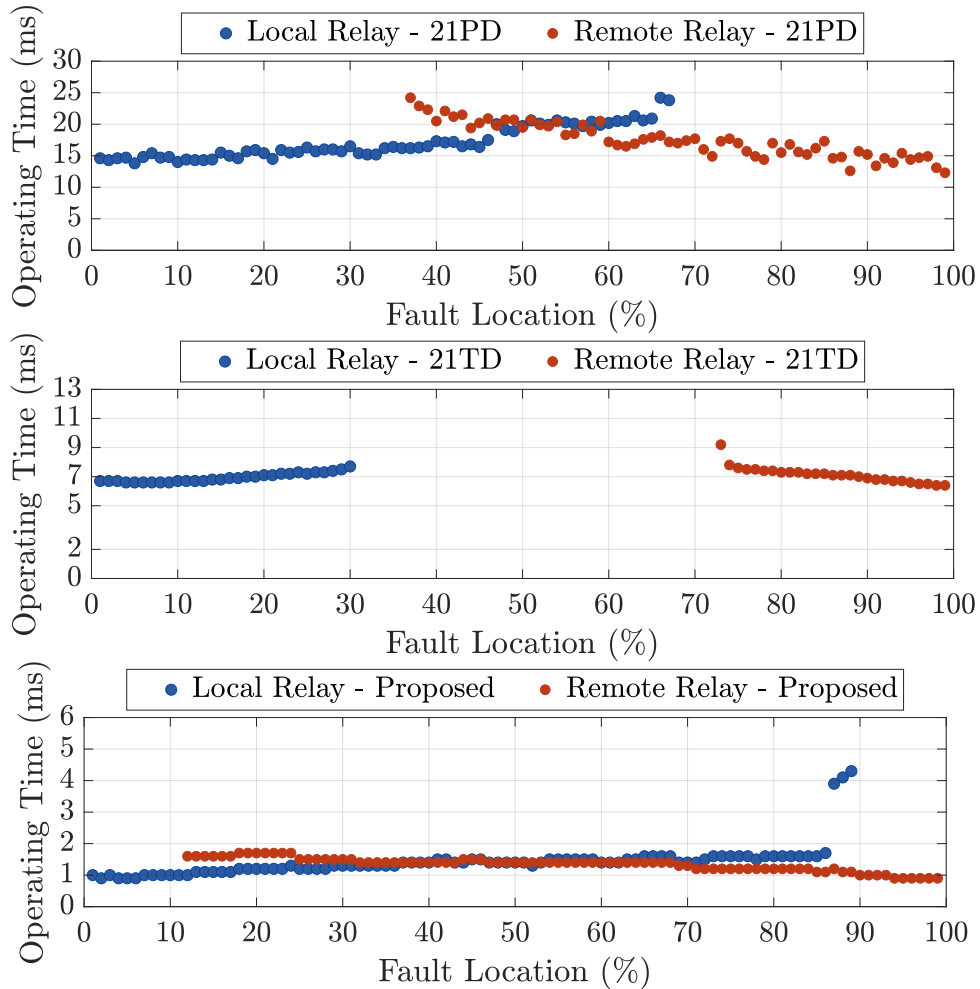 Local Relay - 21PD Remote Relay - 21PD
Operating Time (ms)
30
25
20
15
10
5
0
0 10 20 30 40 50 60 70 80 90 100
Fault Location (%)
Local Relay - 21TD Remote Relay - 21TD
Operating Time (ms)
13
11
9
7
5
2
0
0 10 20 30 40 50 60 70 80 90 100
Fault Location (%)
Local Relay - Proposed Remote Relay - Proposed
Operating Time (ms)
6
5
4
3
2
1
0
0 10 20 30 40 50 60 70 80 90 100
Fault Location (%)